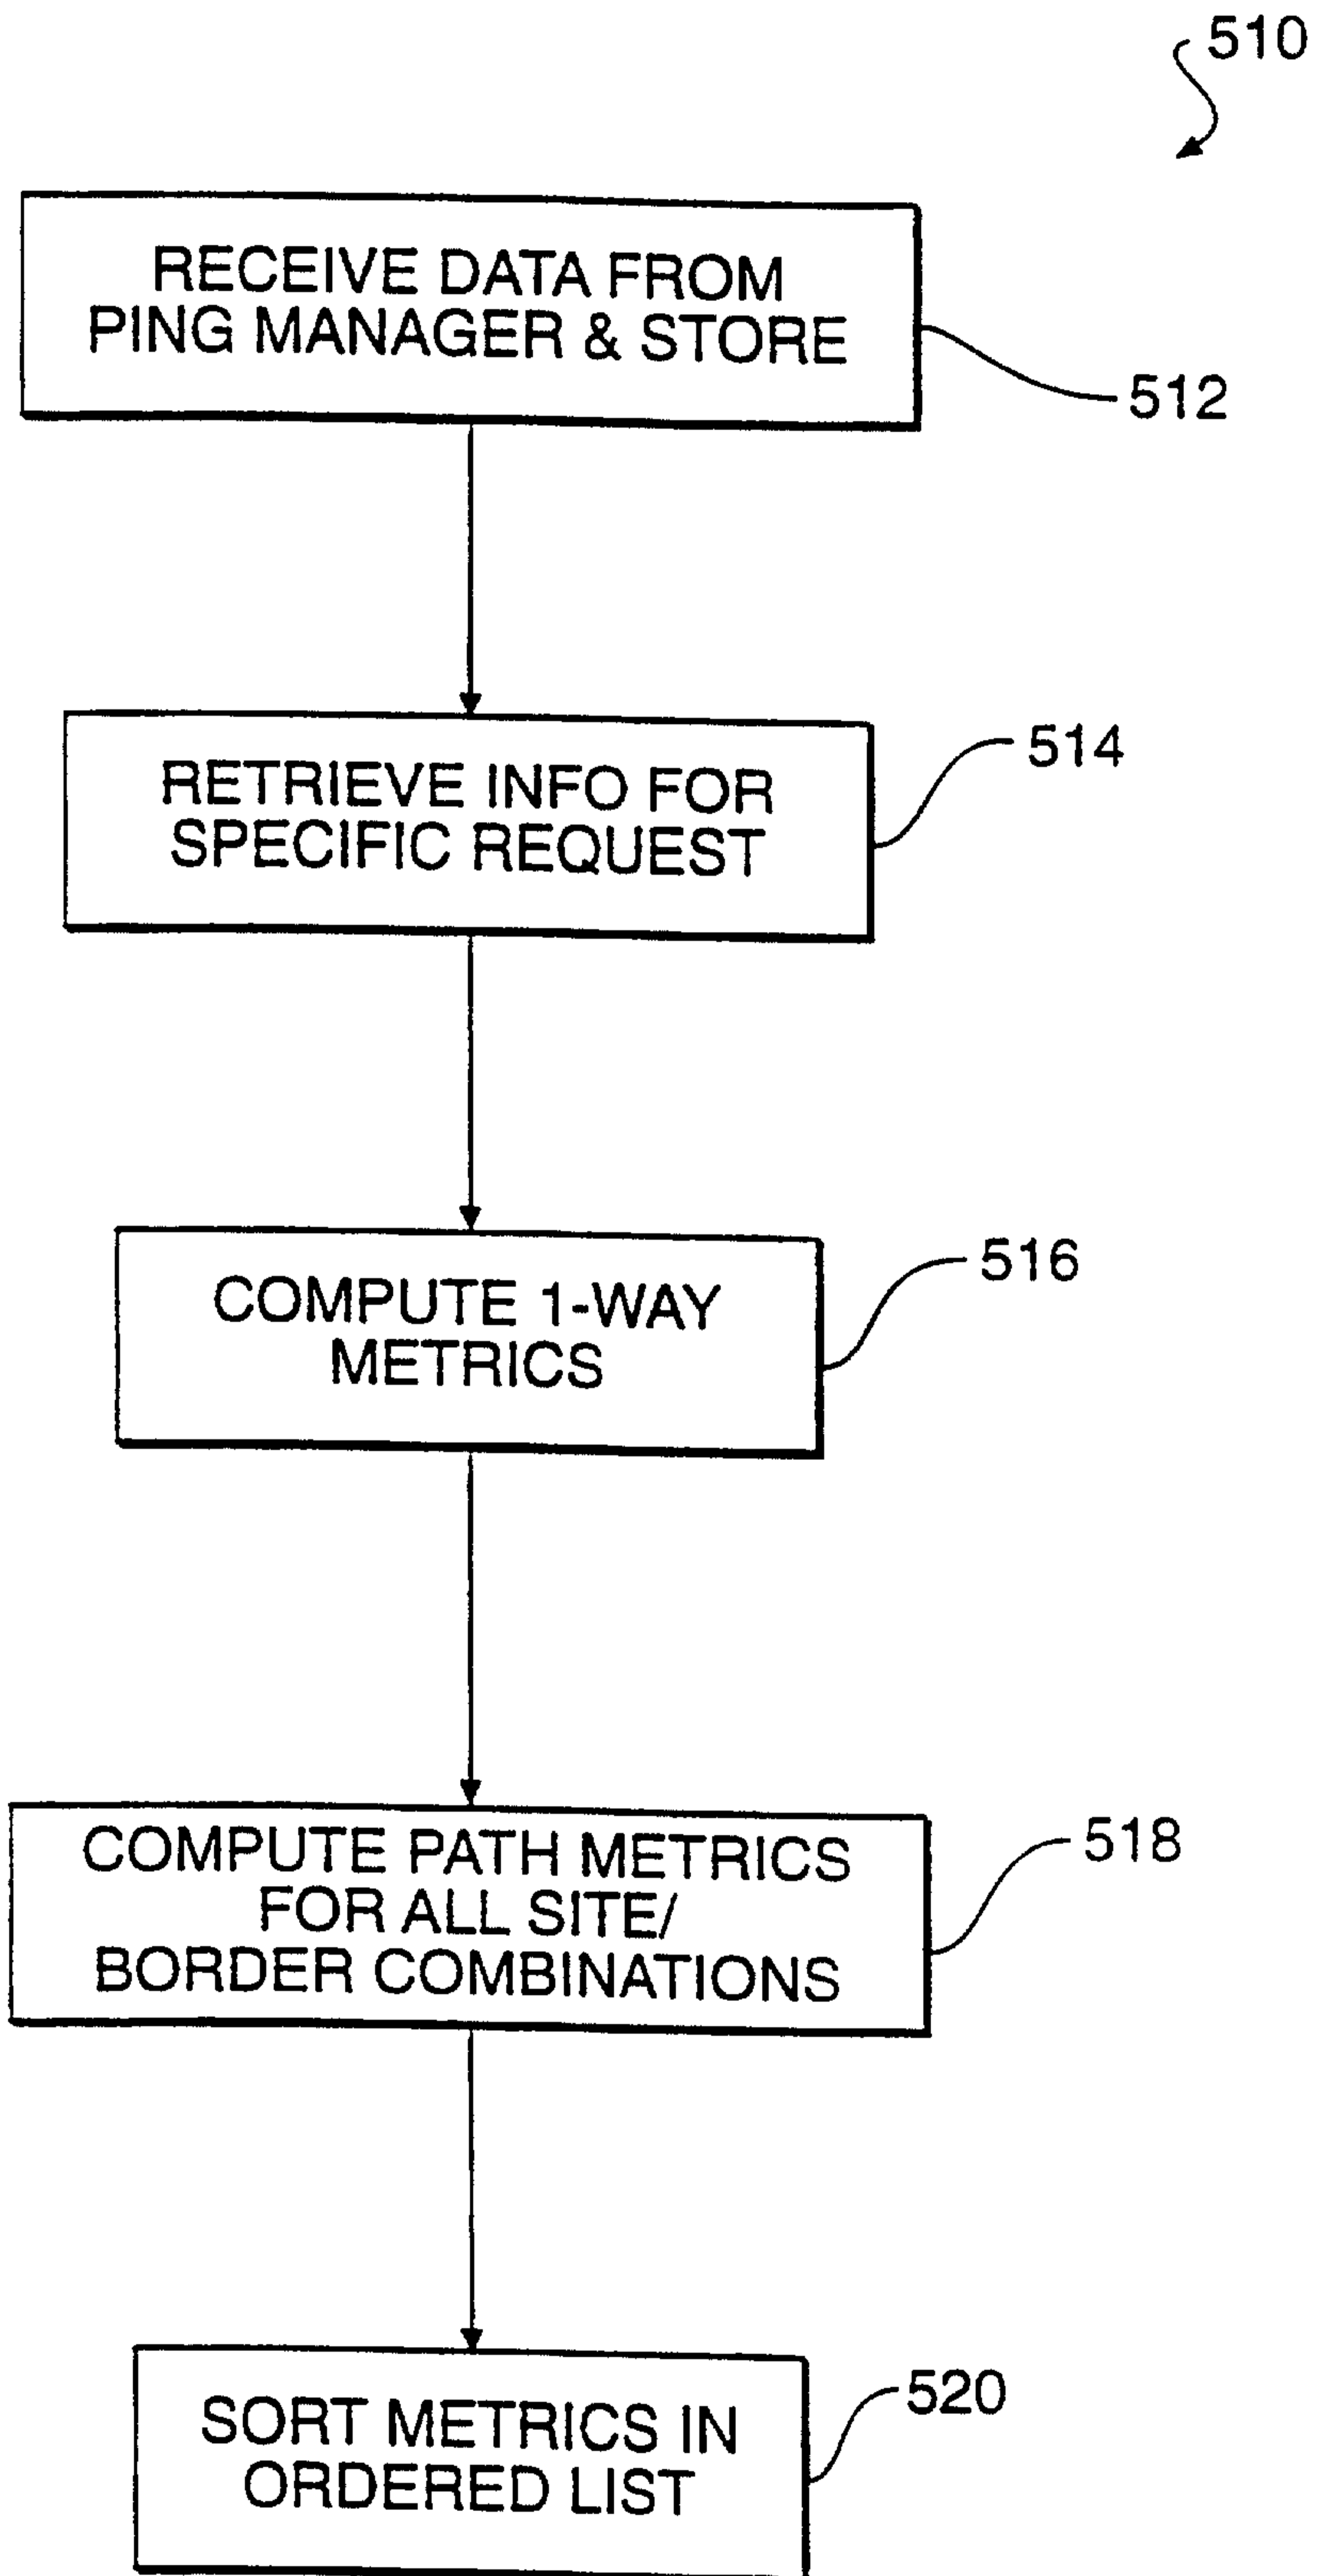 510
RECEIVE DATA FROM
PING MANAGER & STORE
512
RETRIEVE INFO FOR
SPECIFIC REQUEST
514
COMPUTE 1-WAY
METRICS
516
COMPUTE PATH METRICS
FOR ALL SITE/
BORDER COMBINATIONS
518
SORT METRICS IN
ORDERED LIST
520